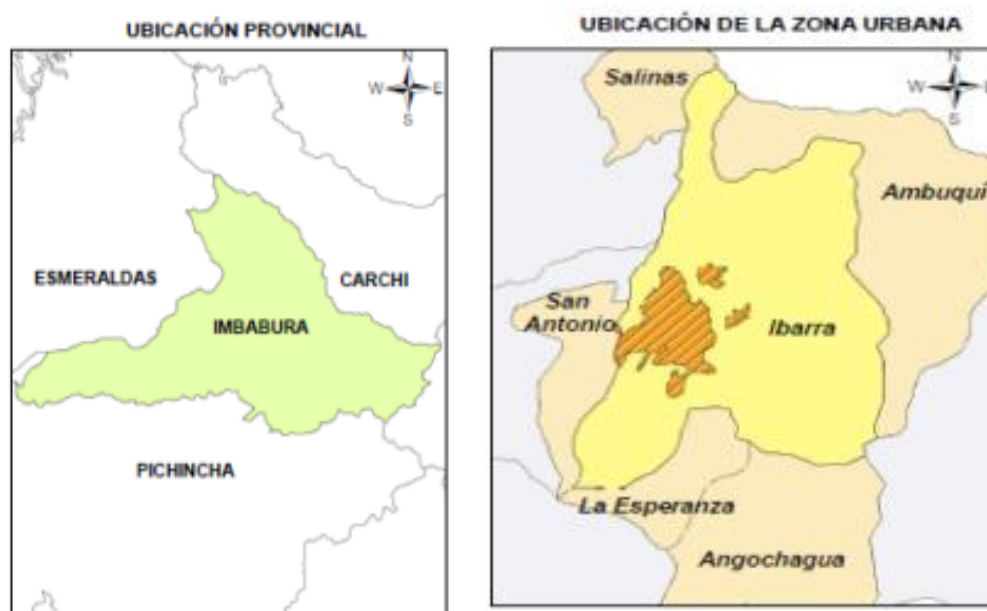 UBICACIÓN PROVINCIAL
N
W E
S
ESMERALDAS
CARCHI
IMBABURA
PICHINCHA
UBICACIÓN DE LA ZONA URBANA
N
W E
S
Salinas
Ambuquí
San
Antonio
Ibarra
La Esperanza
Angochagua